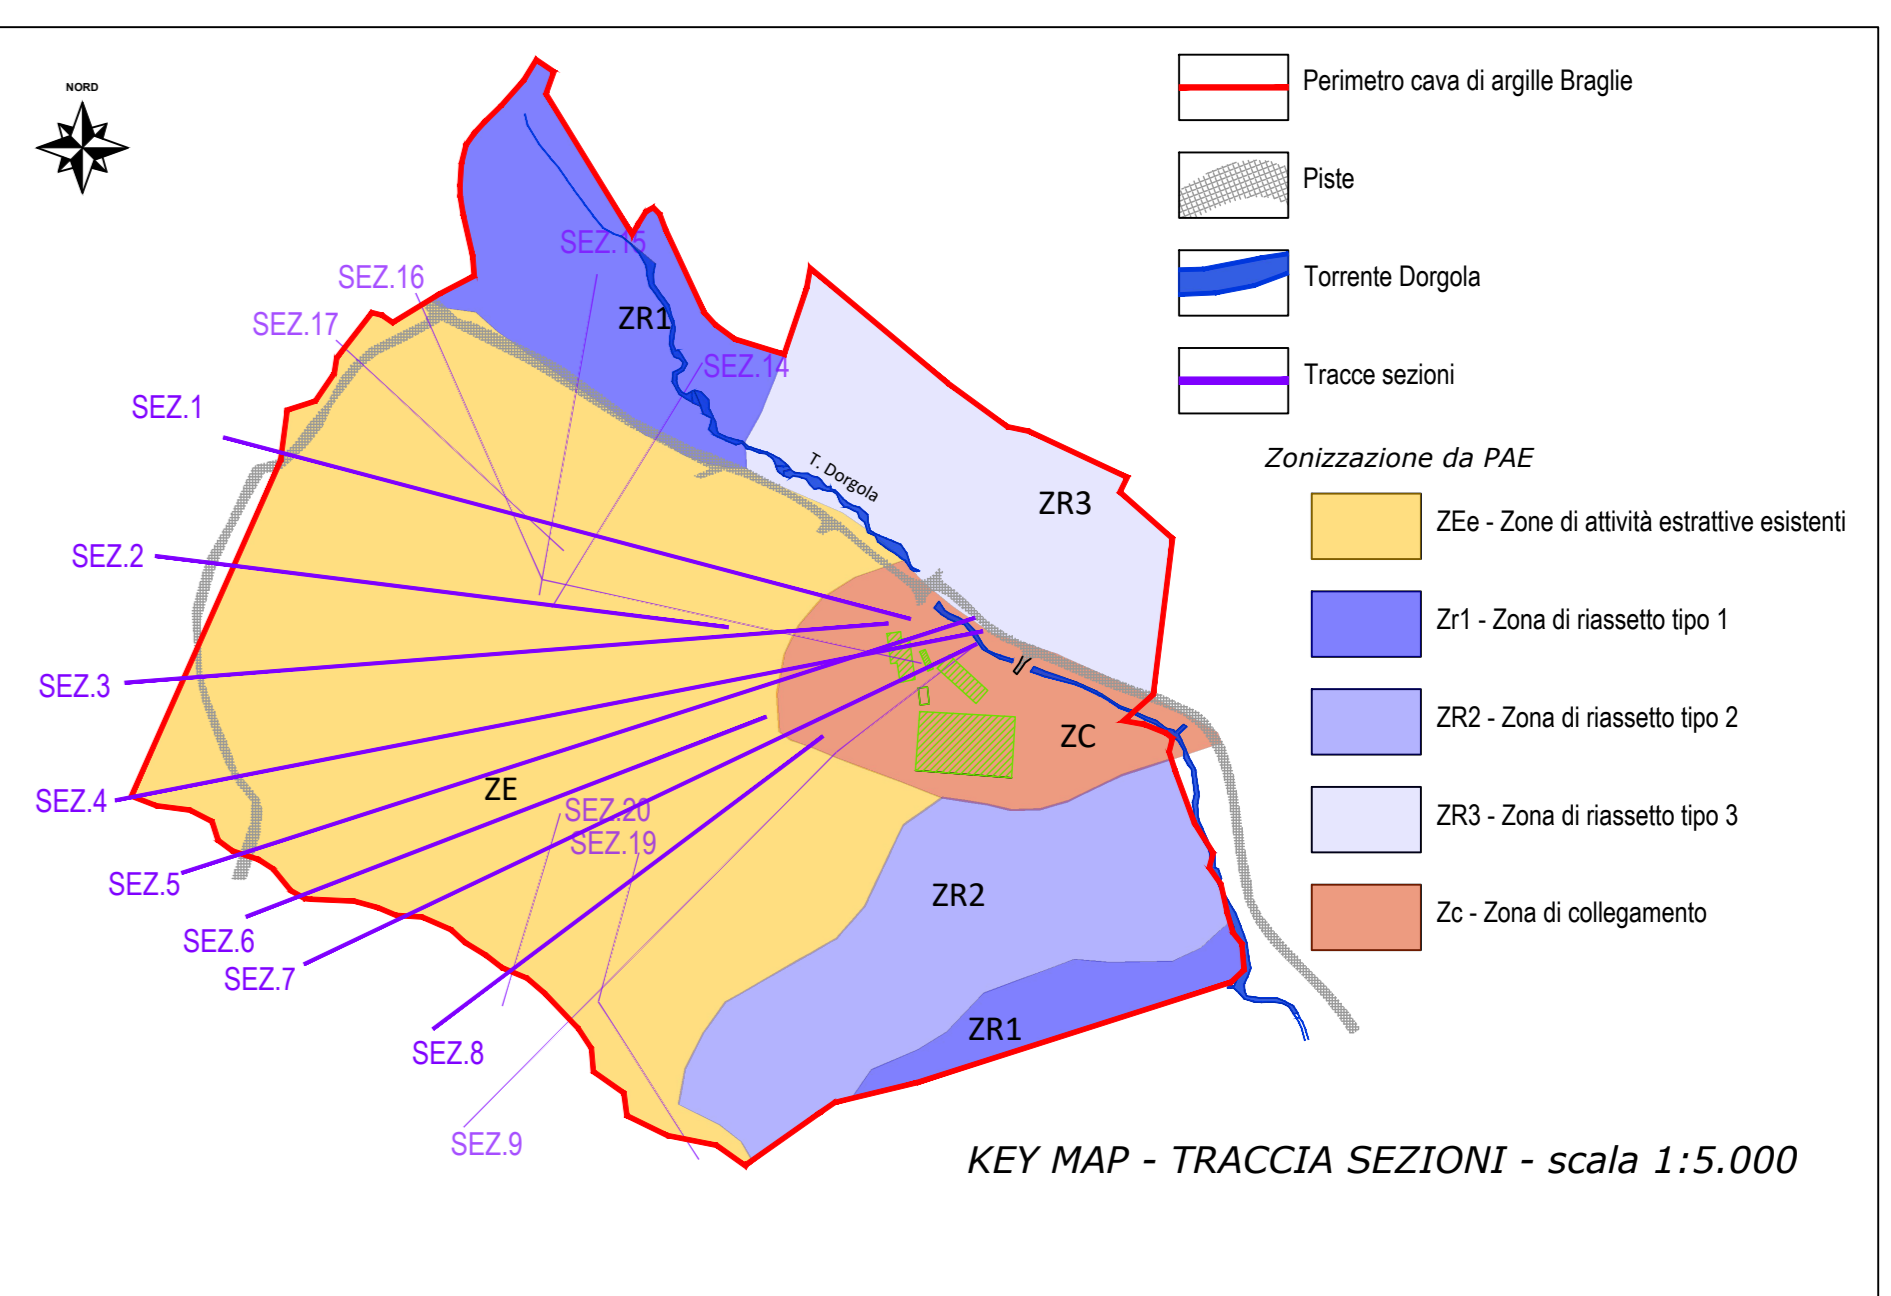 NORD
Perimetro cava di argille Braglie
Piste
Torrente Dorgola
Tracce sezioni
Zonizzazione da PAE
ZEe - Zone di attività estrattive esistenti
Zr1 - Zona di riassetto tipo 1
ZR2 - Zona di riassetto tipo 2
ZR3 - Zona di riassetto tipo 3
Zc - Zona di collegamento
SEZ.15
SEZ.16
ZR1
SEZ.17
SEZ.14
SEZ.1
T. Dorgola
ZR3
SEZ.2
SEZ.3
ZC
ZE
SEZ.4
SEZ.20
SEZ.19
SEZ.5
ZR2
SEZ.6
SEZ.7
ZR1
SEZ.8
SEZ.9
KEY MAP - TRACCIA SEZIONI - scala 1:5.000